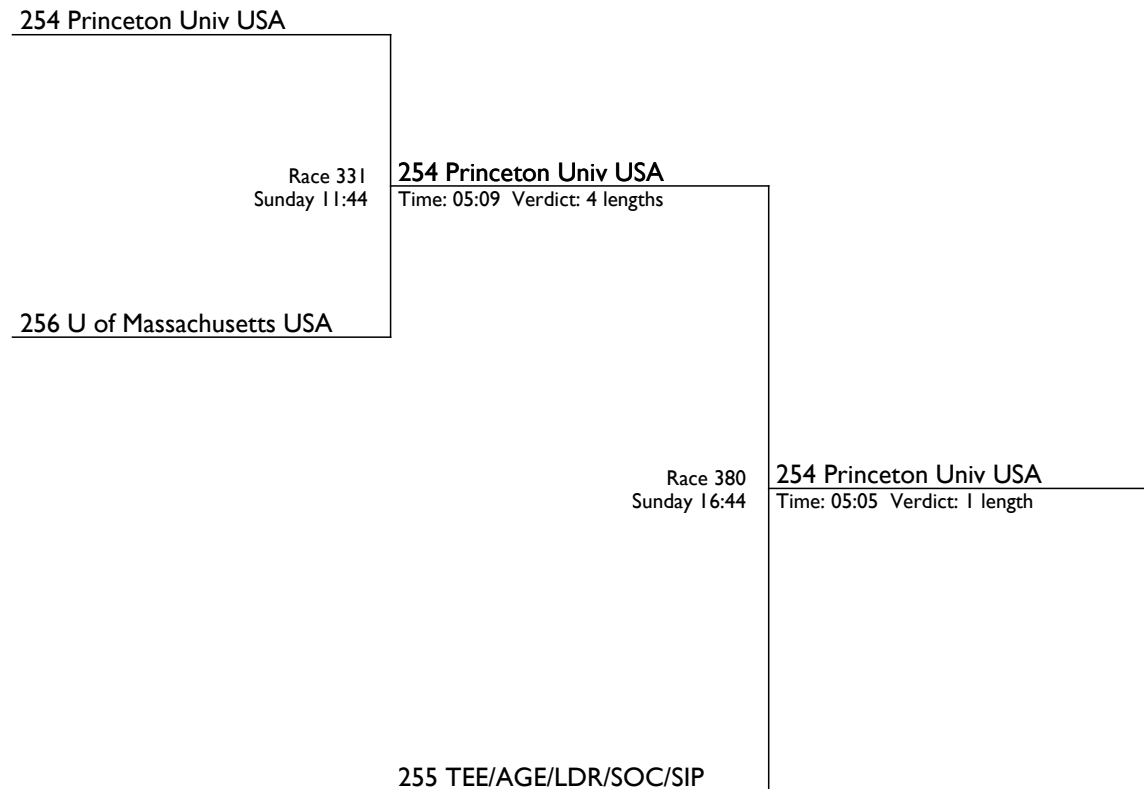 254 Princeton Univ USA
Race 331
Sunday 11:44
254 Princeton Univ USA
Time: 05:09 Verdict: 4 lengths
256 U of Massachusetts USA
Race 380
Sunday 16:44
254 Princeton Univ USA
Time: 05:05 Verdict: 1 length
255 TEE/AGE/LDR/SOC/SIP